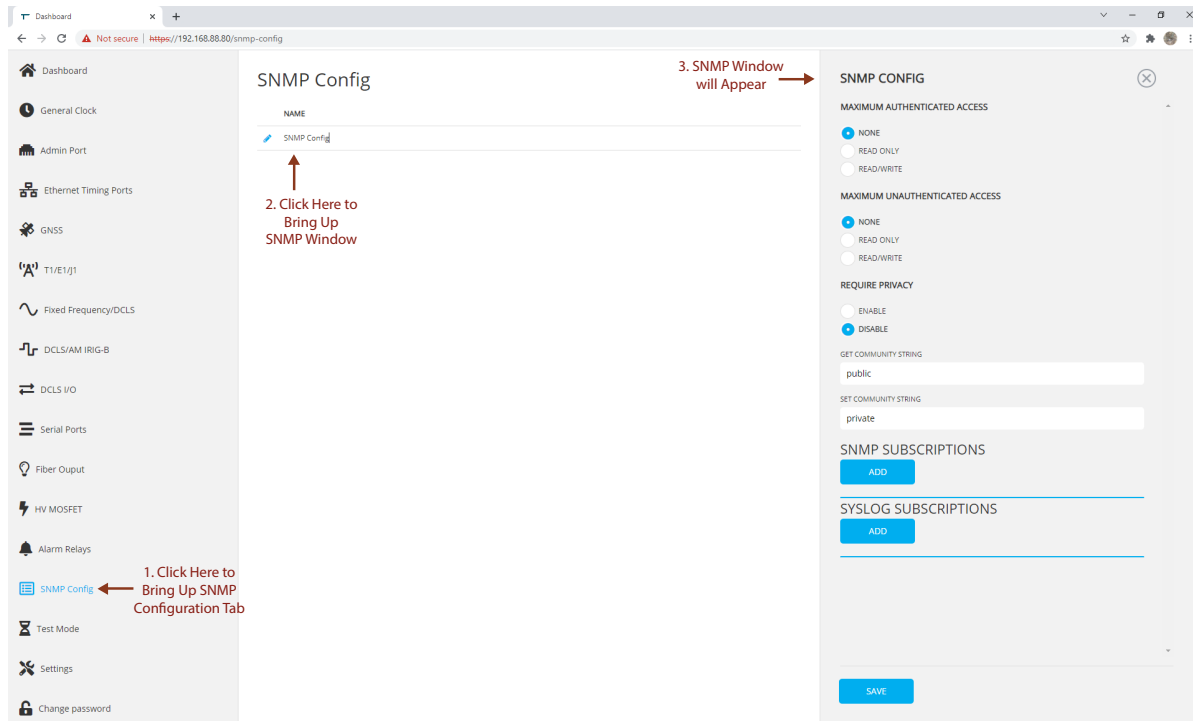 Dashboard
Not secure | https://192.168.88.80/snmp-config
Dashboard
General Clock
Admin Port
Ethernet Timing Ports
GNSS
T1/E1/J1
Fixed Frequency/DCLS
DCLS/AM IRIG-B
DCLS I/O
Serial Ports
Fiber Ouput
HV MOSFET
Alarm Relays
SNMP Config
Test Mode
Settings
Change password
1. Click Here to
Bring Up SNMP
Configuration Tab
SNMP Config
NAME
SNMP Config
2. Click Here to
Bring Up
SNMP Window
3. SNMP Window
will Appear
SNMP CONFIG
MAXIMUM AUTHENTICATED ACCESS
NONE
READ ONLY
READ/WRITE
MAXIMUM UNAUTHENTICATED ACCESS
NONE
READ ONLY
READ/WRITE
REQUIRE PRIVACY
ENABLE
DISABLE
GET COMMUNITY STRING
public
SET COMMUNITY STRING
private
SNMP SUBSCRIPTIONS
ADD
SYSLOG SUBSCRIPTIONS
ADD
SAVE